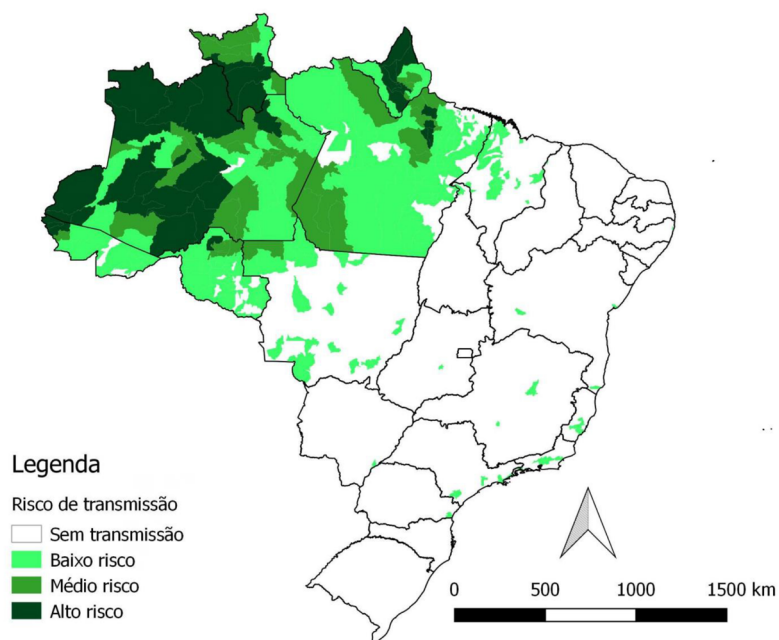 Legenda
Risco de transmissão
Sem transmissão
Baixo risco
Médio risco
Alto risco
0 500 1000 1500 km